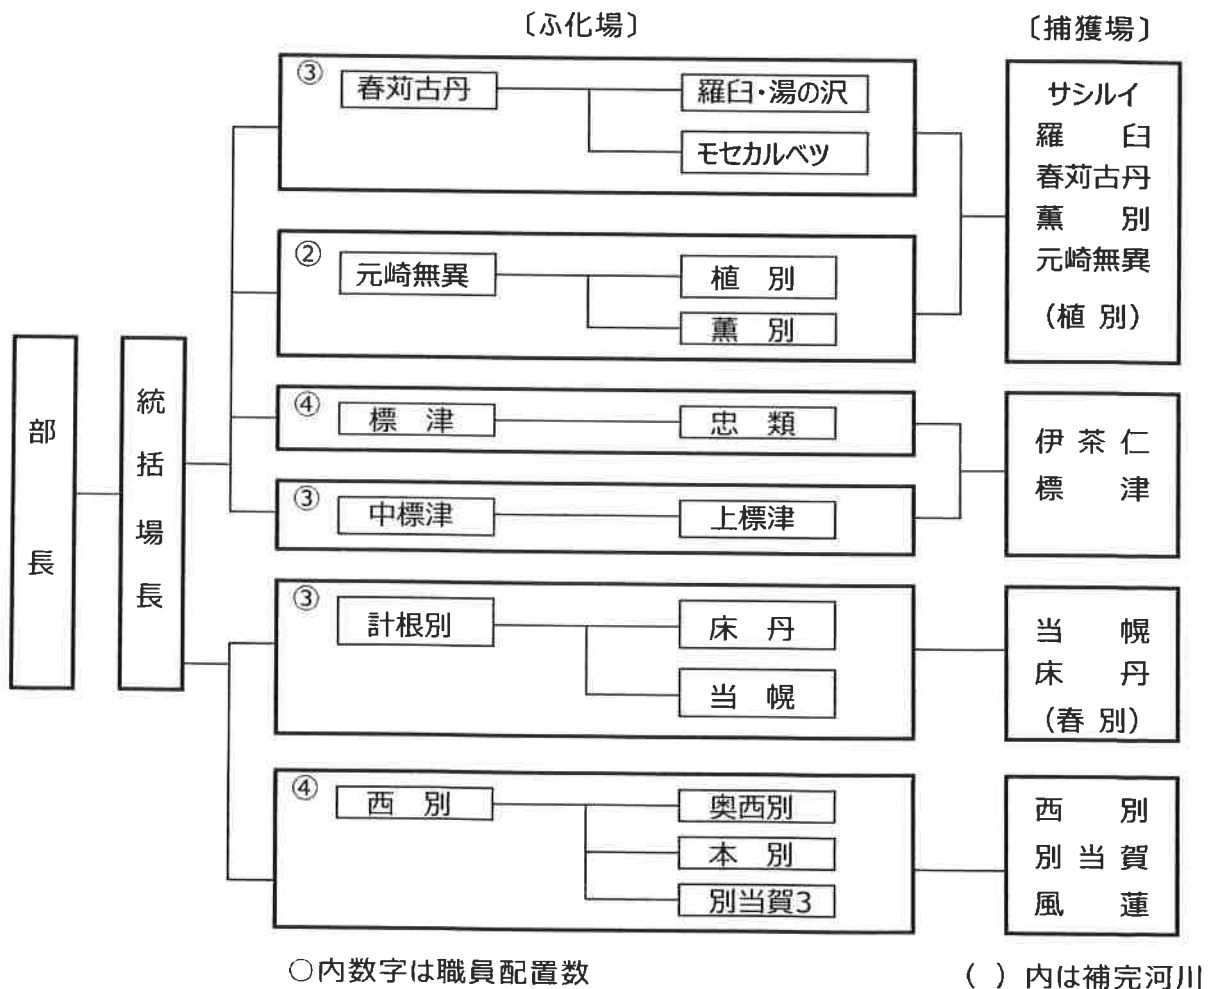 〔ふ化場〕
〔捕獲場〕
部長
統括場長
③
春苅古丹
羅臼・湯の沢
モセカルベツ
②
元崎無異
植 別
薫 別
④
標 津
忠 類
③
中標津
上標津
③
計根別
床 丹
当 幌
④
西 別
奥西別
本 別
別当賀3
サシルイ
羅 臼
春苅古丹
薫 別
元崎無異
(植 別)
伊 茶 仁
標 津
当 幌
床 丹
(春 別)
西 別
別 当 賀
風 蓮
○内数字は職員配置数
( ) 内は補完河川